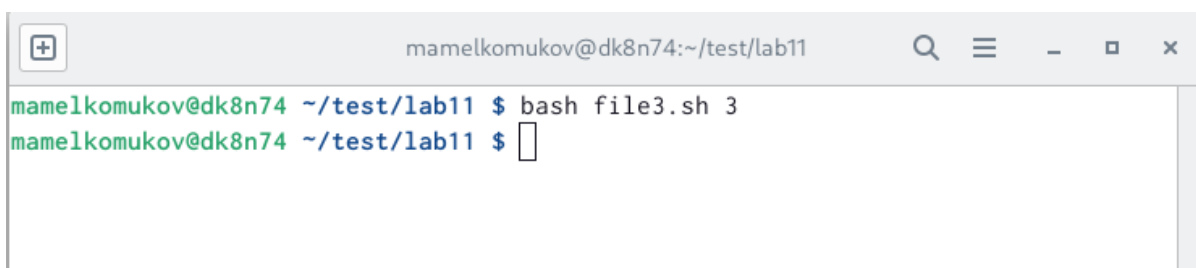 mamelkomukov@dk8n74:~/test/lab11
mamelkomukov@dk8n74 ~/test/lab11 $ bash file3.sh 3
mamelkomukov@dk8n74 ~/test/lab11 $